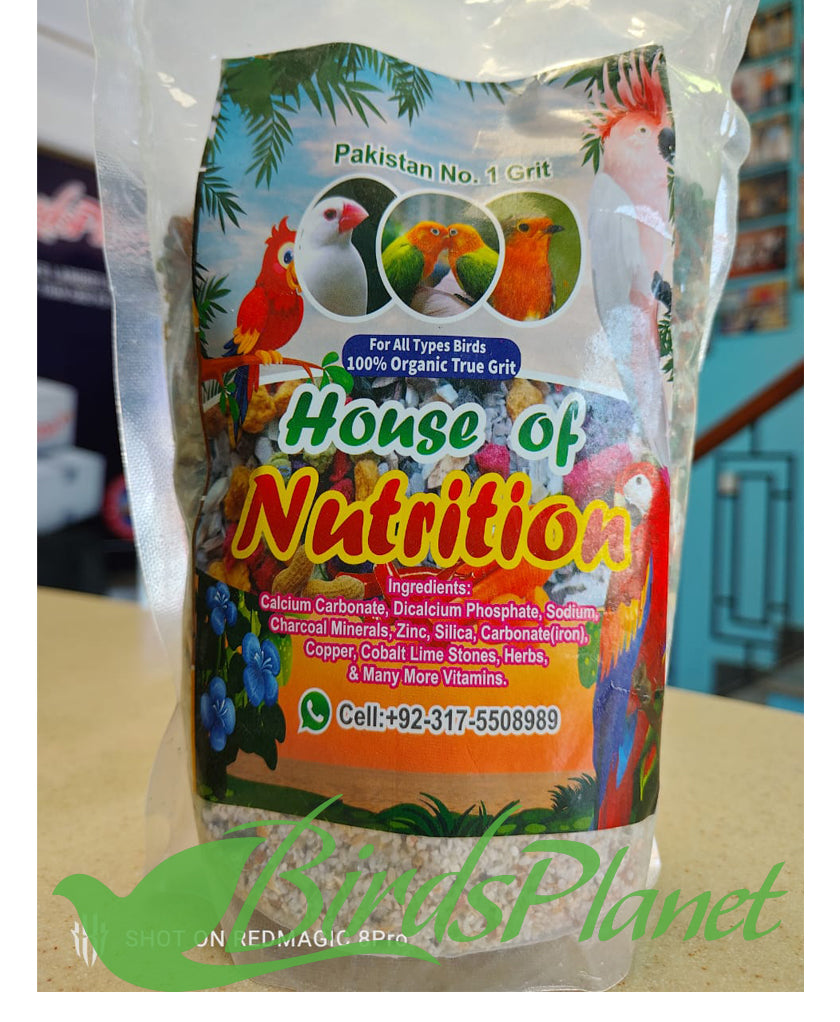 Pakistan No. 1 Grit
For All Types Birds
100% Organic True Grit
House of
Nutrition
Ingredients:
Calcium Carbonate, Dicalcium Phosphate, Sodium,
Charcoal Minerals, Zinc, Silica, Carbonate(iron),
Copper, Cobalt Lime Stones, Herbs,
& Many More Vitamins.
Cell:+92-317-5508989
BirdsPlanet
SHOT ON REDMAGIC 8Pro